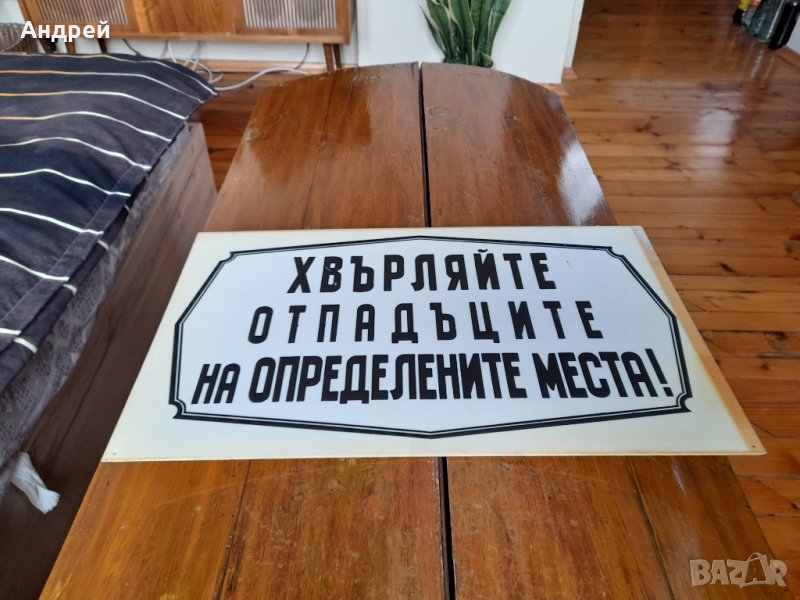 Андрей
ХВЪРЛЯЙТЕ
ОТПАДЪЦИТЕ
НА ОПРЕДЕЛЕНИТЕ МЕСТА!
BAZAR